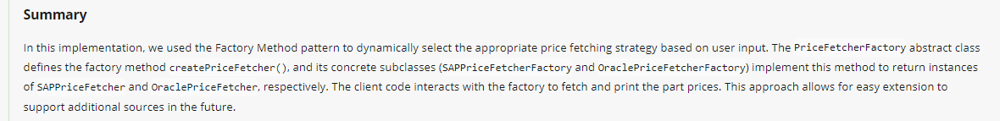 Summary
In this implementation, we used the Factory Method pattern to dynamically select the appropriate price fetching strategy based on user input. The PriceFetcherFactory abstract class
defines the factory method createPriceFetcher(), and its concrete subclasses (SAPPriceFetcherFactory and OraclePriceFetcherFactory) implement this method to return instances
of SAPPriceFetcher and OraclePriceFetcher, respectively. The client code interacts with the factory to fetch and print the part prices. This approach allows for easy extension to
support additional sources in the future.